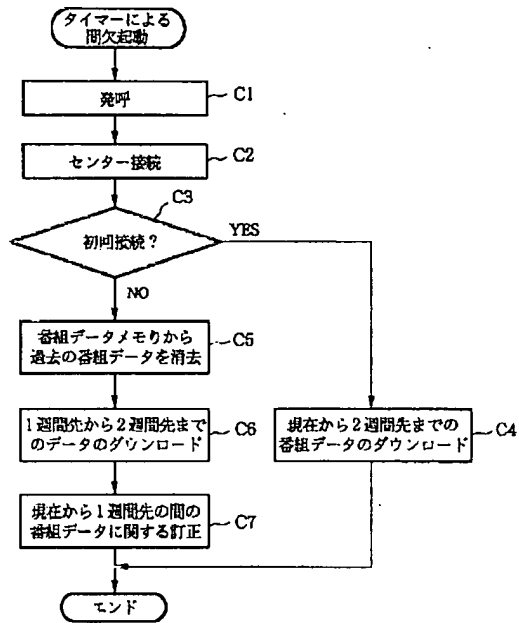 タイマーによる
間欠起動
発呼
C1
センター接続
C2
C3
初回接続？
YES
NO
番組データメモリから
過去の番組データを消去
C5
1週間先から2週間先まで
のデータのダウンロード
C6
現在から2週間先までの
番組データのダウンロード
C4
現在から1週間先の間の
番組データに関する訂正
C7
エンド